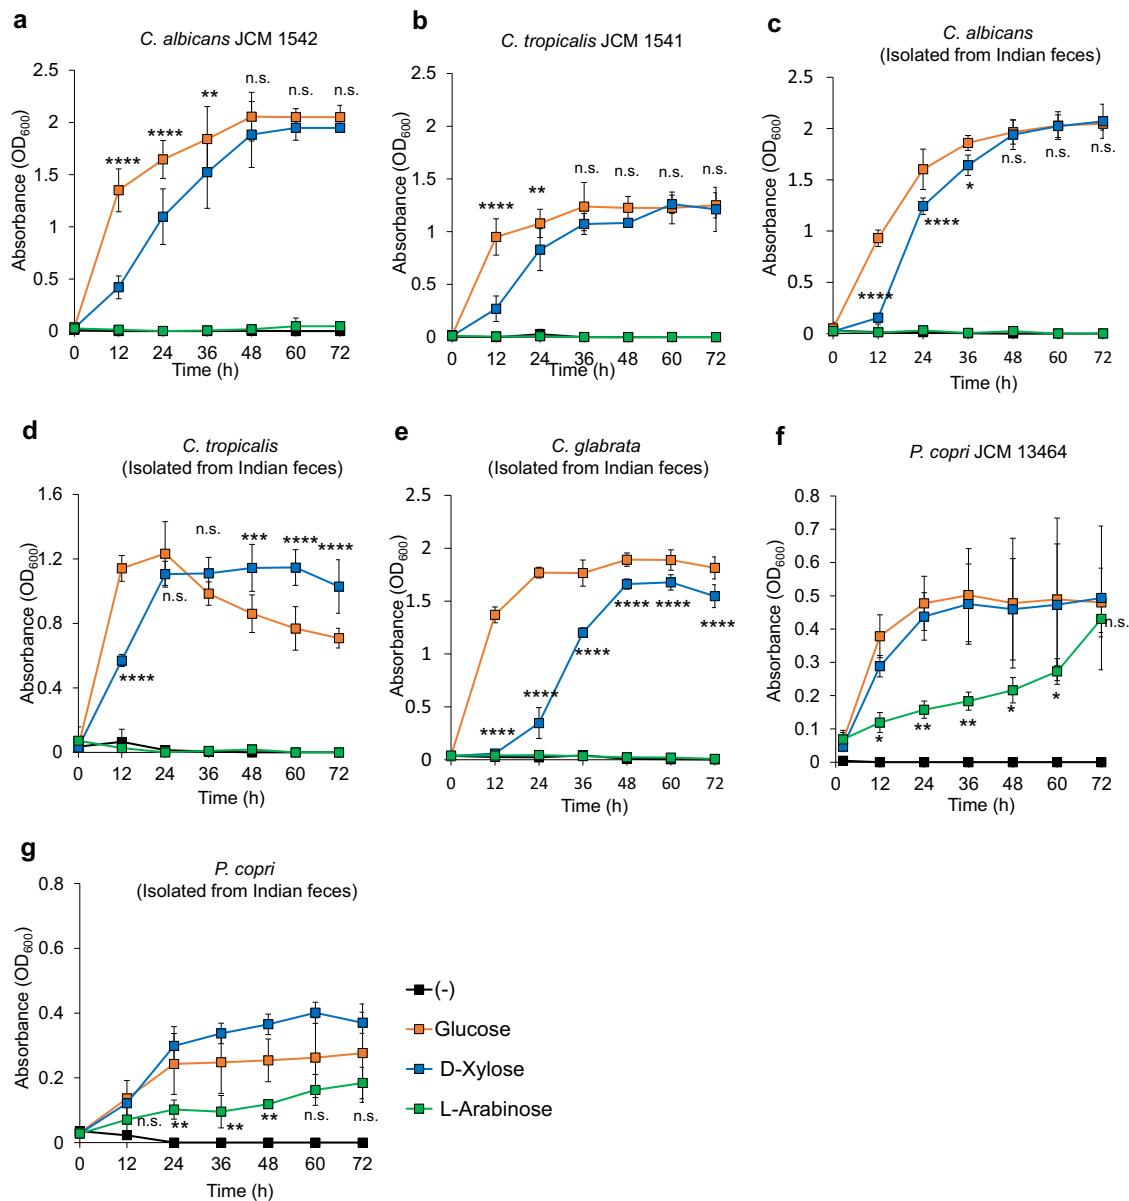 a
C. albicans JCM 1542
2.5
2
1.5
1
0.5
0
Absorbance (OD600)
****
****
**
n.s.
n.s.
n.s.
0 12 24 36 48 60 72
Time (h)
b
C. tropicalis JCM 1541
2.5
2
1.5
1
0.5
0
Absorbance (OD600)
****
**
n.s.
n.s.
n.s.
n.s.
0 12 24 36 48 60 72
Time (h)
c
C. albicans
(Isolated from Indian feces)
2.5
2
1.5
1
0.5
0
Absorbance (OD600)
****
****
*
n.s.
n.s.
n.s.
0 12 24 36 48 60 72
Time (h)
d
C. tropicalis
(Isolated from Indian feces)
1.6
1.2
0.8
0.4
0
Absorbance (OD600)
****
n.s.
n.s.
***
****
****
0 12 24 36 48 60 72
Time (h)
e
C. glabrata
(Isolated from Indian feces)
2.5
2
1.5
1
0.5
0
Absorbance (OD600)
****
****
****
****
****
****
0 12 24 36 48 60 72
Time (h)
f
P. copri JCM 13464
0.8
0.7
0.6
0.5
0.4
0.3
0.2
0.1
0
Absorbance (OD600)
*
**
**
*
*
n.s.
0 12 24 36 48 60 72
Time (h)
g
P. copri
(Isolated from Indian feces)
0.8
0.6
0.4
0.2
0
Absorbance (OD600)
n.s.
**
**
**
n.s.
n.s.
0 12 24 36 48 60 72
Time (h)
(-)
Glucose
D-Xylose
L-Arabinose